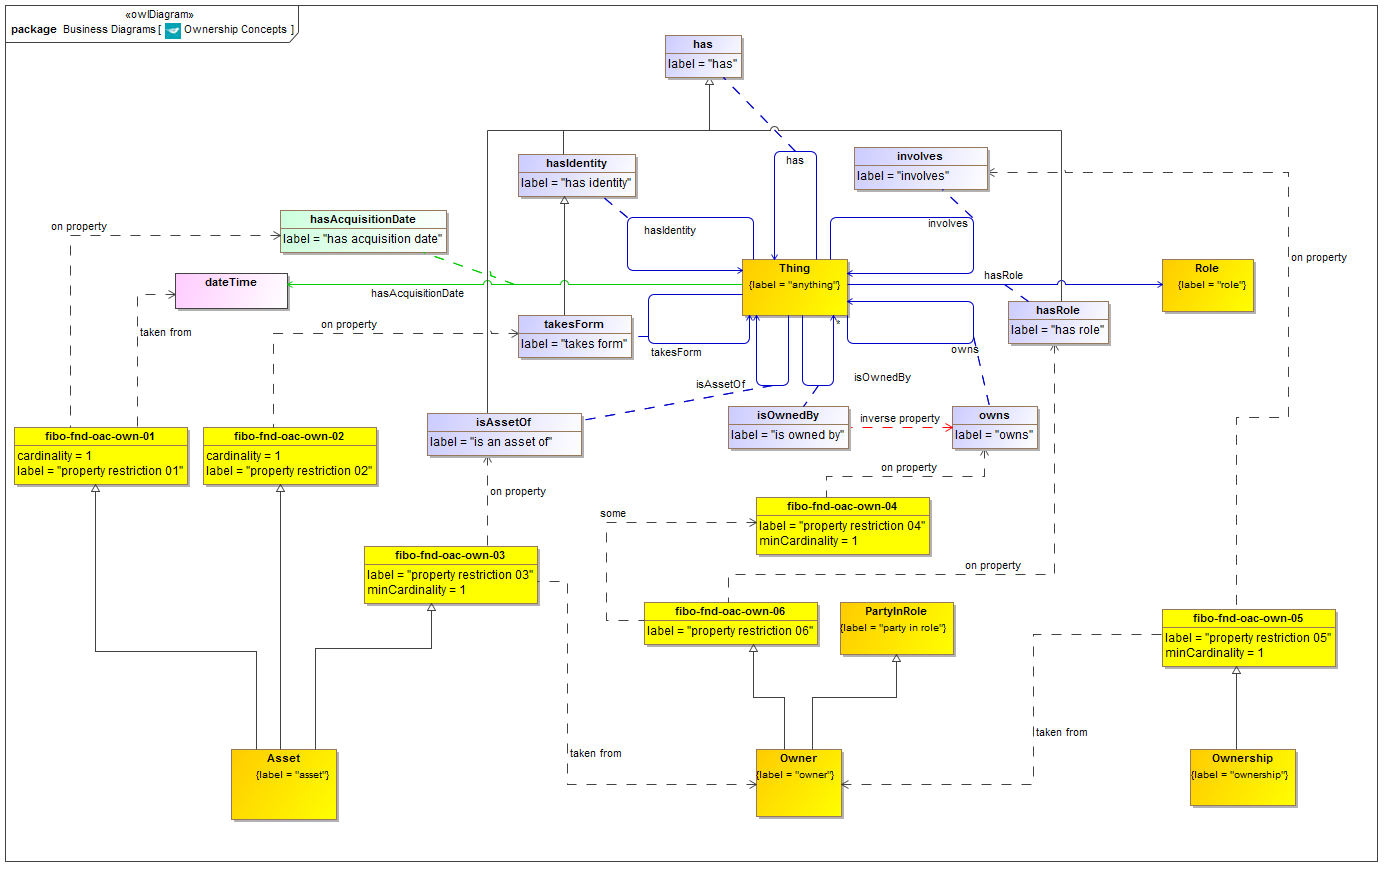 «owlDiagram»
package Business Diagrams [ Ownership Concepts ]
has
label = "has"
has
hasIdentity
label = "has identity"
hasIdentity
involves
label = "involves"
involves
on property
hasAcquisitionDate
label = "has acquisition date"
on property
on property
dateTime
hasAcquisitionDate
taken from
Thing
{label = "anything"}
hasRole
Role
{label = "role"}
hasRole
label = "has role"
on property
takesForm
label = "takes form"
takesForm
*
owns
isAssetOf
isOwnedBy
isAssetOf
label = "is an asset of"
isOwnedBy
label = "is owned by"
inverse property
owns
label = "owns"
fibo-fnd-oac-own-01
cardinality = 1
label = "property restriction 01"
fibo-fnd-oac-own-02
cardinality = 1
label = "property restriction 02"
on property
on property
some
fibo-fnd-oac-own-04
label = "property restriction 04"
minCardinality = 1
fibo-fnd-oac-own-03
label = "property restriction 03"
minCardinality = 1
on property
fibo-fnd-oac-own-06
label = "property restriction 06"
PartyInRole
{label = "party in role"}
fibo-fnd-oac-own-05
label = "property restriction 05"
minCardinality = 1
taken from
taken from
Asset
{label = "asset"}
Owner
{label = "owner"}
Ownership
{label = "ownership"}